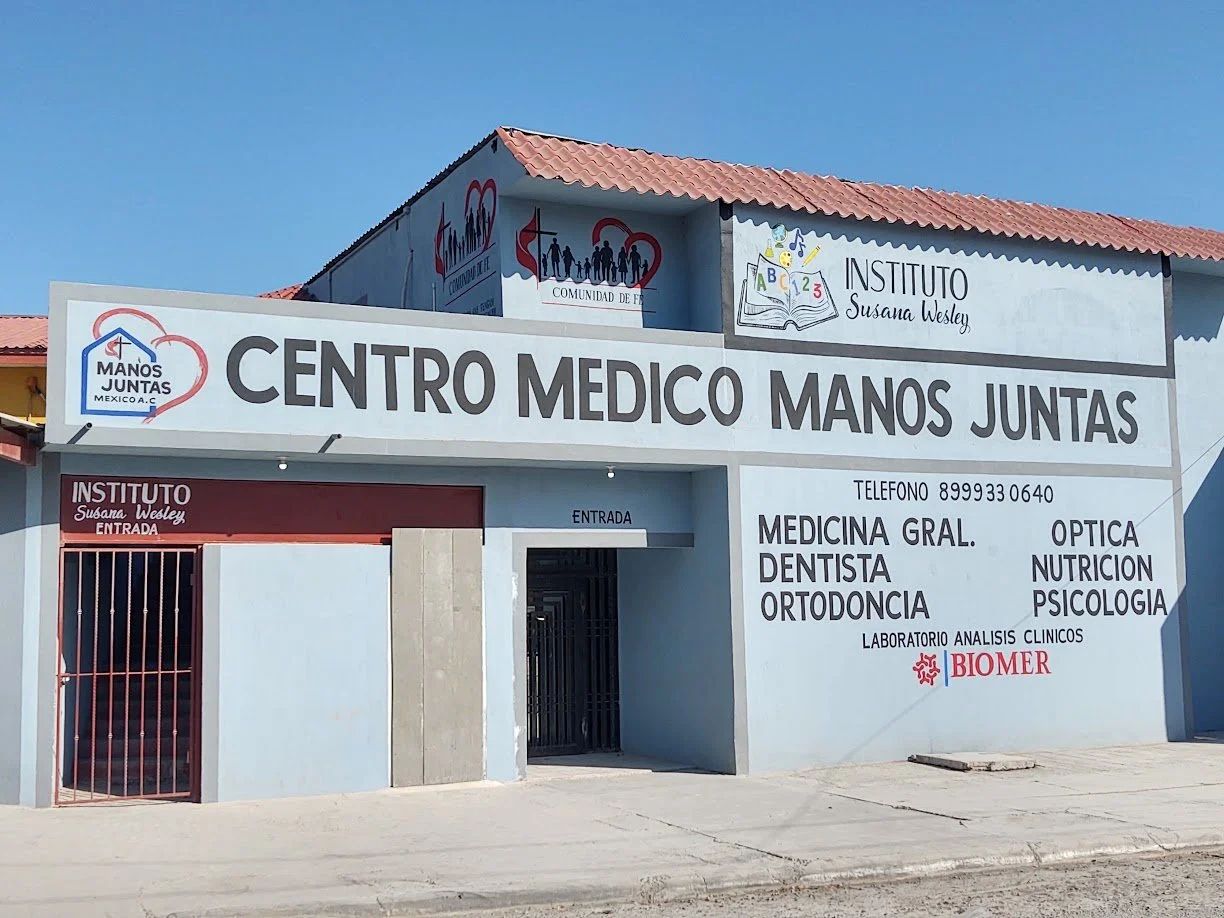 COMUNIDAD DE FE
COMUNIDAD DE FE
INSTITUTO
Susana Wesley
ABC123
MANOS
JUNTAS
MEXICO A.C
CENTRO MEDICO MANOS JUNTAS
INSTITUTO
Susana Wesley
ENTRADA
ENTRADA
TELEFONO 8999330640
MEDICINA GRAL.
DENTISTA
ORTODONCIA
OPTICA
NUTRICION
PSICOLOGIA
LABORATORIO ANALISIS CLINICOS
BIOMER